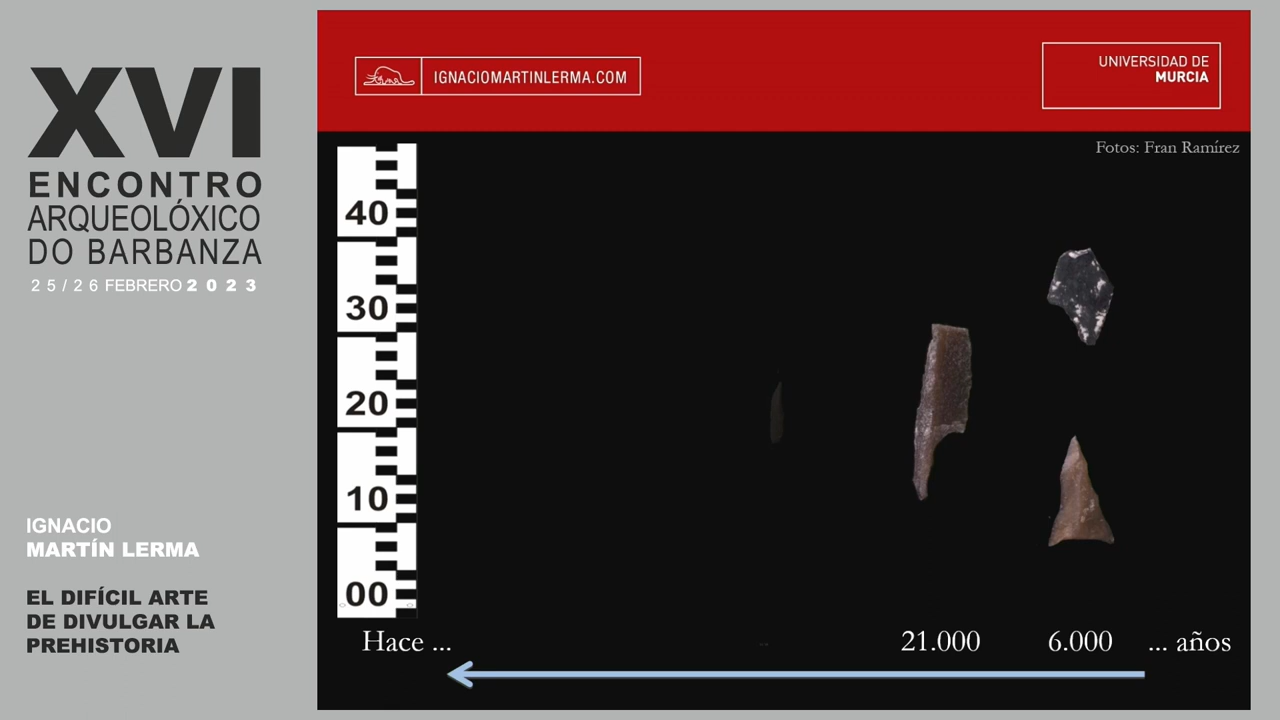 XVI
ENCONTRO
ARQUEOLÓXICO
DO BARBANZA
25/26 FEBRERO 2023
IGNACIO
MARTÍN LERMA
EL DIFÍCIL ARTE
DE DIVULGAR LA
PREHISTORIA
IGNACIOMARTINLERMA.COM
UNIVERSIDAD DE
MURCIA
Fotos: Fran Ramírez
40
30
20
10
00
Hace ... 21.000 6.000 ... años